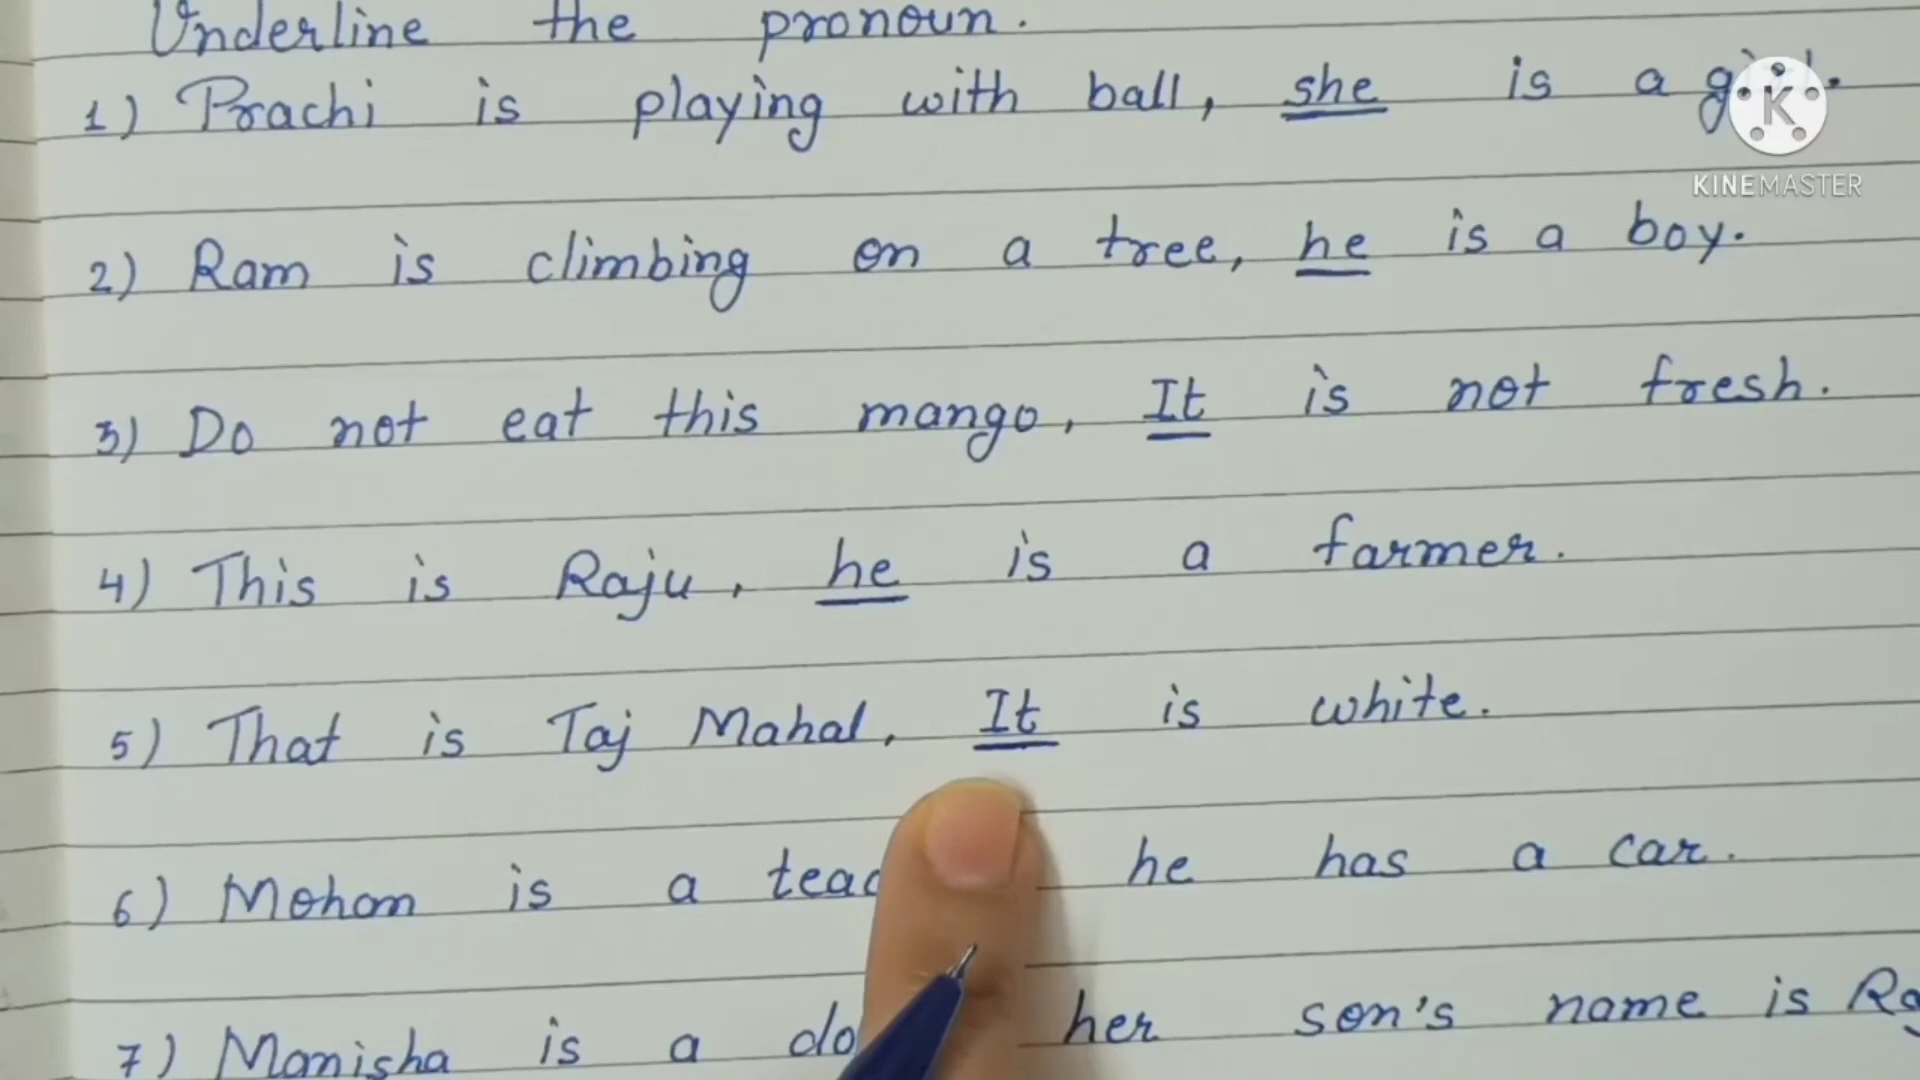 Underline the pronoun.
1) Prachi is playing with ball, she is a
KINEMASTER
2) Ram is climbing on a tree, he is a boy.
3) Do not eat this mango, It is not fresh.
4) This is Raju, he is a farmer.
5) That is Taj Mahal, It is white.
6) Mohan is a he has a car.
7) Manisha is a her son's name is